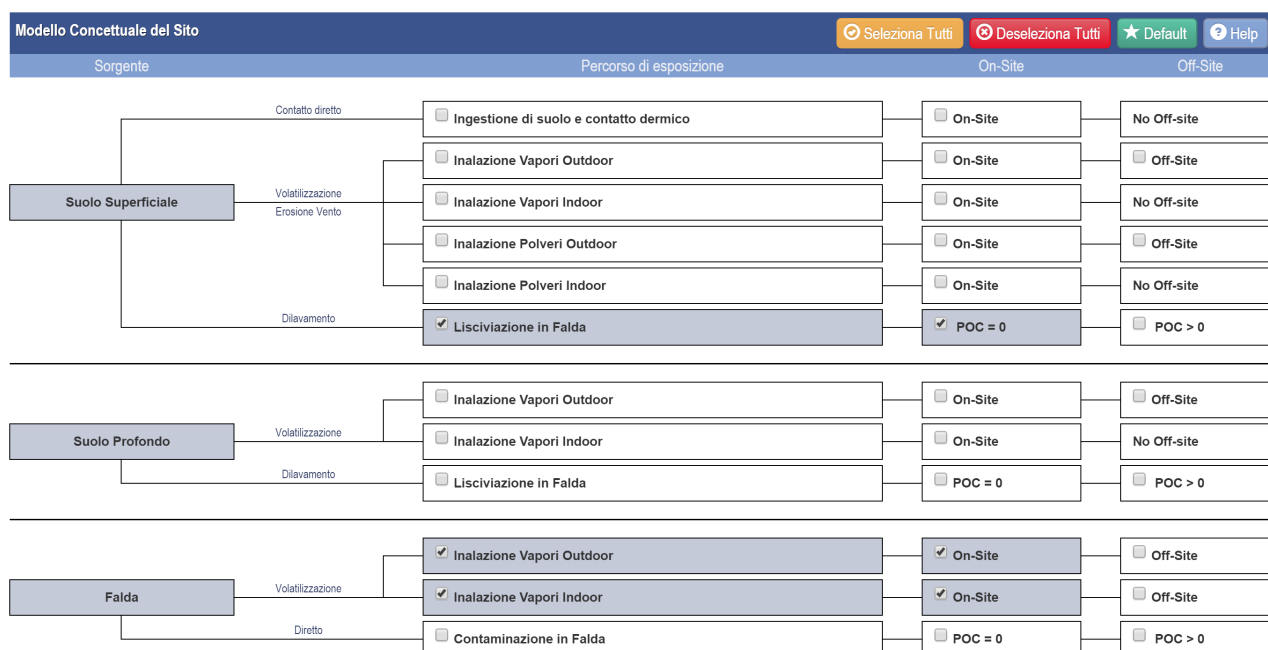 Modello Concettuale del Sito
Seleziona Tutti
Deseleziona Tutti
Default
Help
Sorgente
Percorso di esposizione
On-Site
Off-Site
Contatto diretto
Ingestione di suolo e contatto dermico
On-Site
No Off-site
Inalazione Vapori Outdoor
On-Site
Off-Site
Suolo Superficiale
Volatilizzazione
Erosione Vento
Inalazione Vapori Indoor
On-Site
No Off-site
Inalazione Polveri Outdoor
On-Site
Off-Site
Inalazione Polveri Indoor
On-Site
No Off-site
Dilavamento
Lisciviazione in Falda
POC = 0
POC > 0
Inalazione Vapori Outdoor
On-Site
Off-Site
Suolo Profondo
Volatilizzazione
Inalazione Vapori Indoor
On-Site
No Off-site
Dilavamento
Lisciviazione in Falda
POC = 0
POC > 0
Inalazione Vapori Outdoor
On-Site
Off-Site
Falda
Volatilizzazione
Inalazione Vapori Indoor
On-Site
Off-Site
Diretto
Contaminazione in Falda
POC = 0
POC > 0